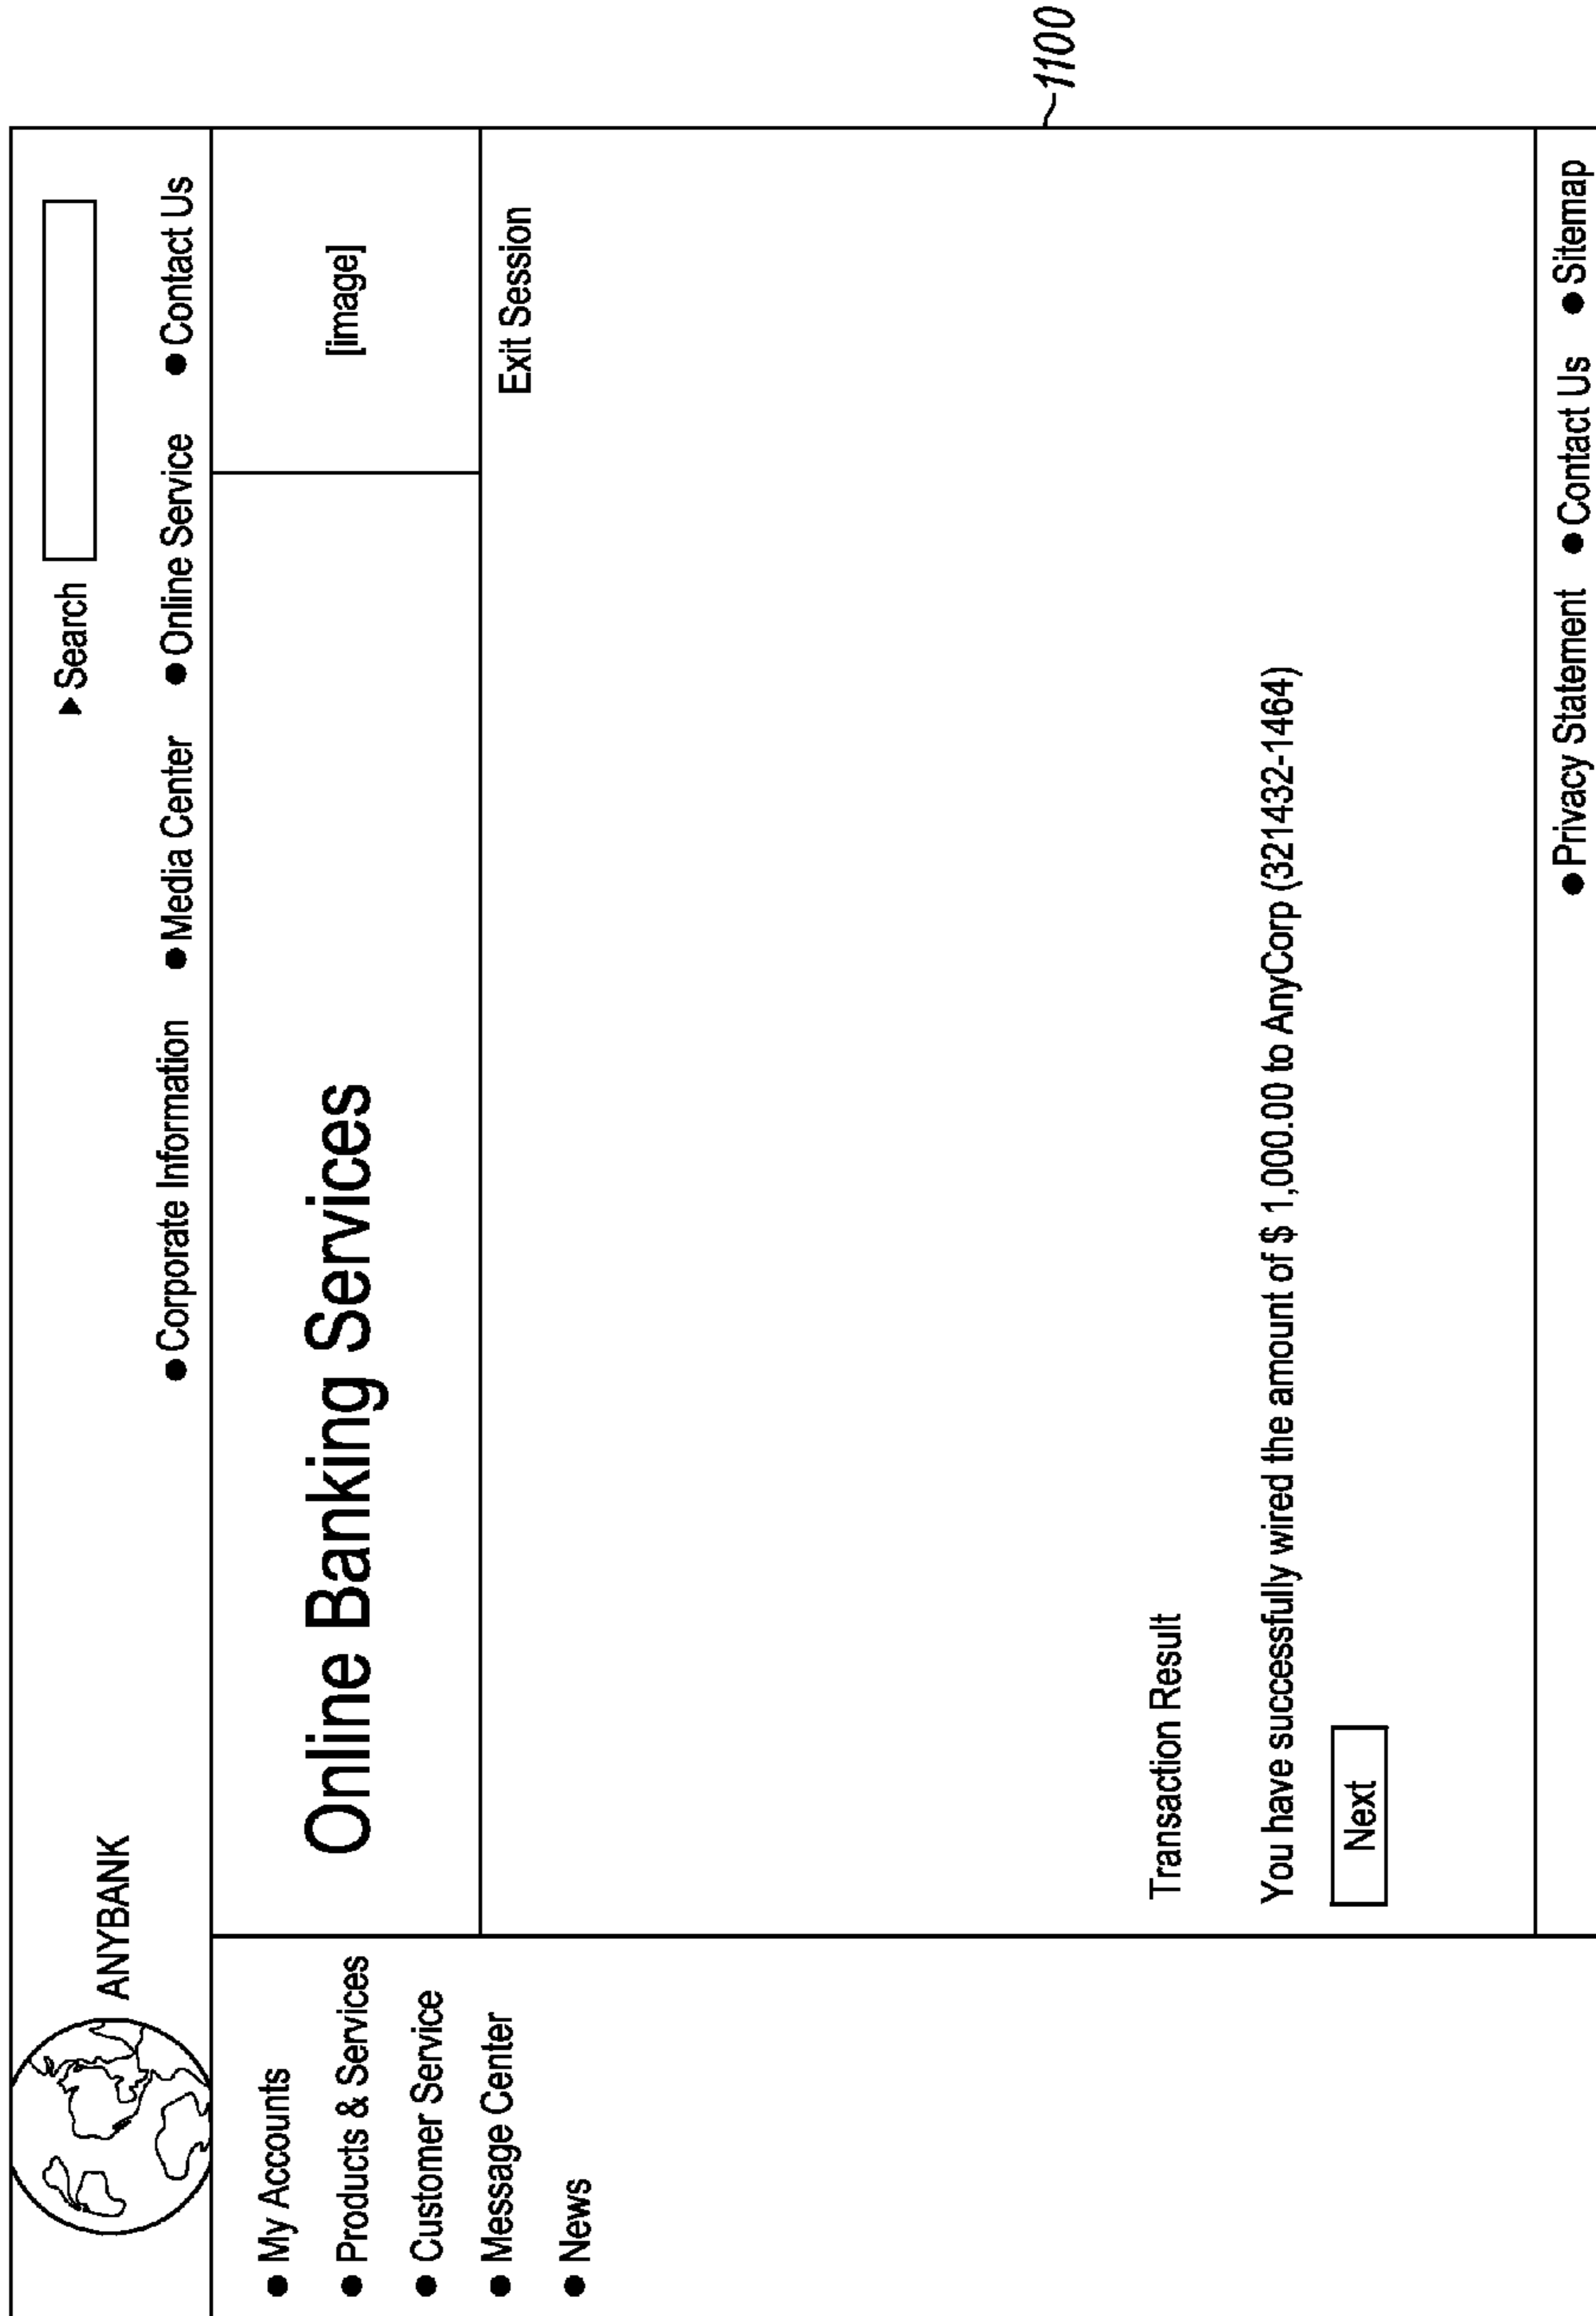 ANYBANK
▶ Search
● Corporate Information ● Media Center ● Online Service ● Contact Us
● My Accounts
● Products & Services
● Customer Service
● Message Center
● News
Online Banking Services
[image]
Exit Session
Transaction Result
You have successfully wired the amount of $ 1,000.00 to AnyCorp (321432-1464)
Next
● Privacy Statement ● Contact Us ● Sitemap
1100